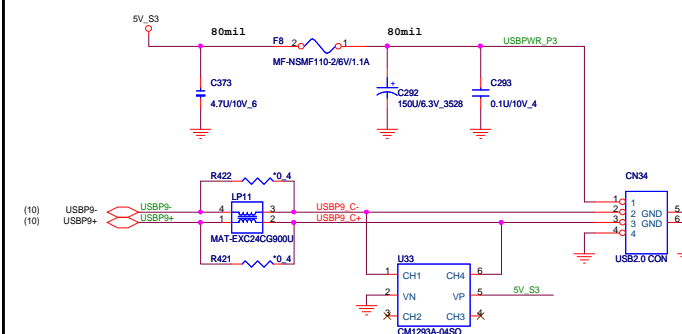 5V_S3
80mil
80mil
F8
2
1
USBPWR_P3
MF-NSMF110-2/6V/1.1A
C373
4.7U/10V_6
+
C292
150U/6.3V_3528
C293
0.1U/10V_4
R422
*0_4
CN34
LP11
(10)
USBP9-
USBP9-
4
3
USBP9_C-
(10)
USBP9+
USBP9+
1
2
USBP9_C+
MAT-EXC24CG900U
1
1
2
2
GND
5
3
3
GND
6
4
4
USB2.0 CON
R421
*0_4
U33
1
CH1
CH4
6
2
VN
VP
5
5V_S3
3
CH2
CH3
4
CM1293A-04SO